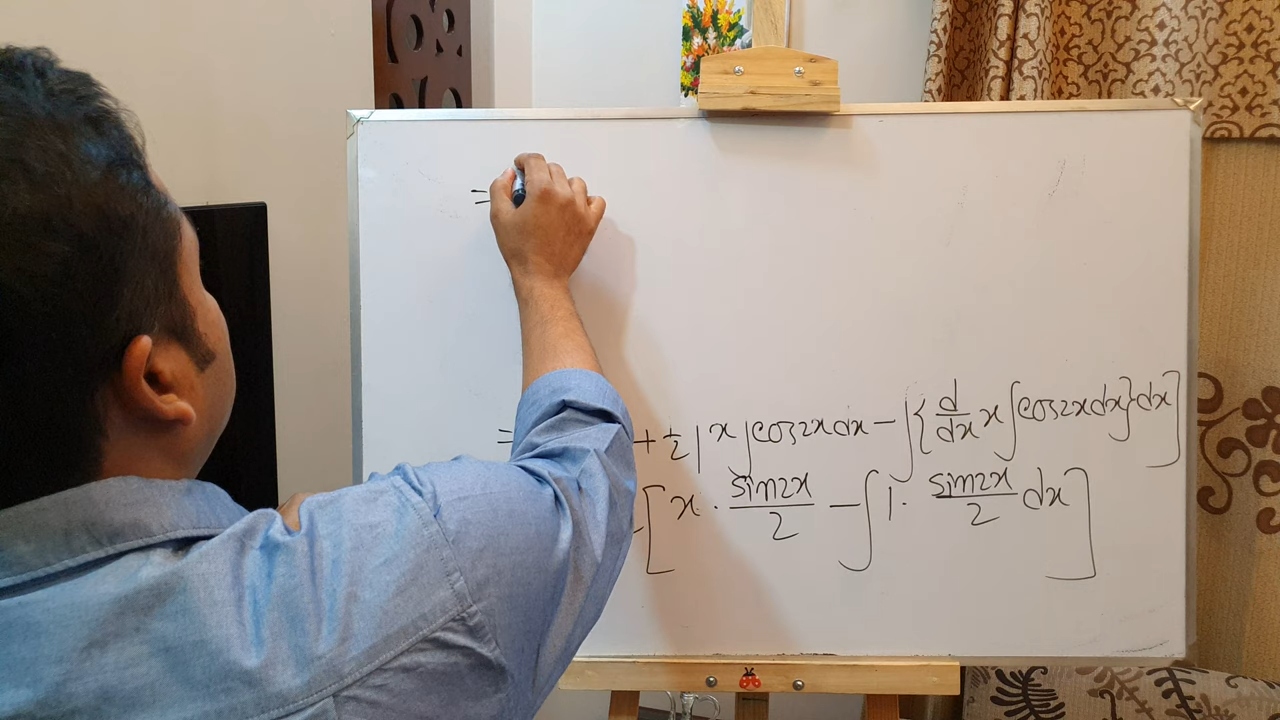 =
= + 1/2 [x ∫cos2x dx − ∫{d/dx x ∫cos2x dx} dx]
[x · sin2x/2 − ∫1 · sin2x/2 dx]